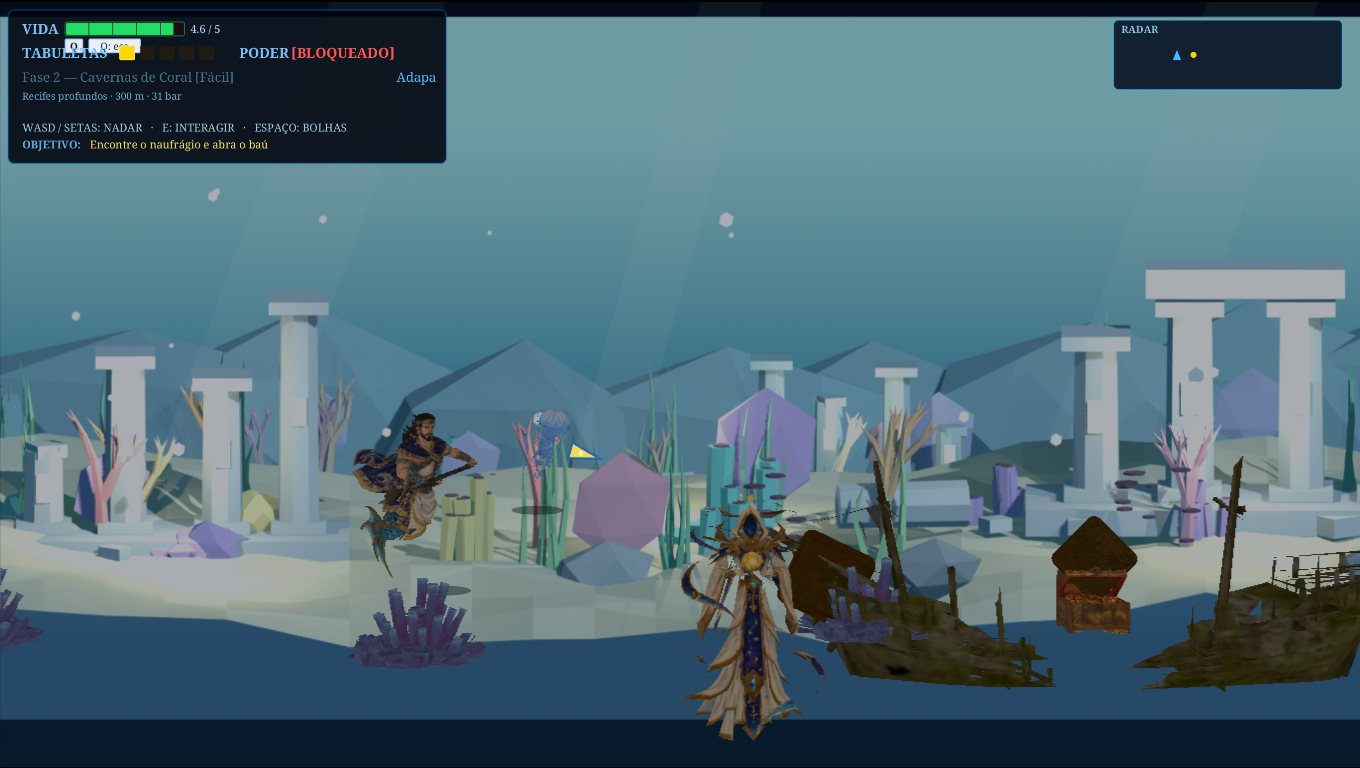 VIDA 4.6 / 5
TABULETAS PODER [BLOQUEADO]
Fase 2 — Cavernas de Coral [Fácil] Adapa
Recifes profundos · 300 m · 31 bar
WASD / SETAS: NADAR · E: INTERAGIR · ESPAÇO: BOLHAS
OBJETIVO: Encontre o naufrágio e abra o baú
RADAR